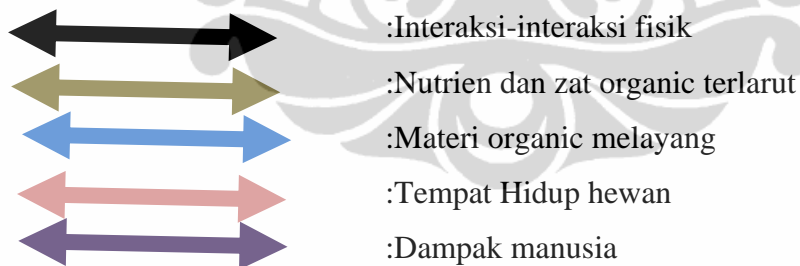 :Interaksi-interaksi fisik
:Nutrien dan zat organic terlarut
:Materi organic melayang
:Tempat Hidup hewan
:Dampak manusia